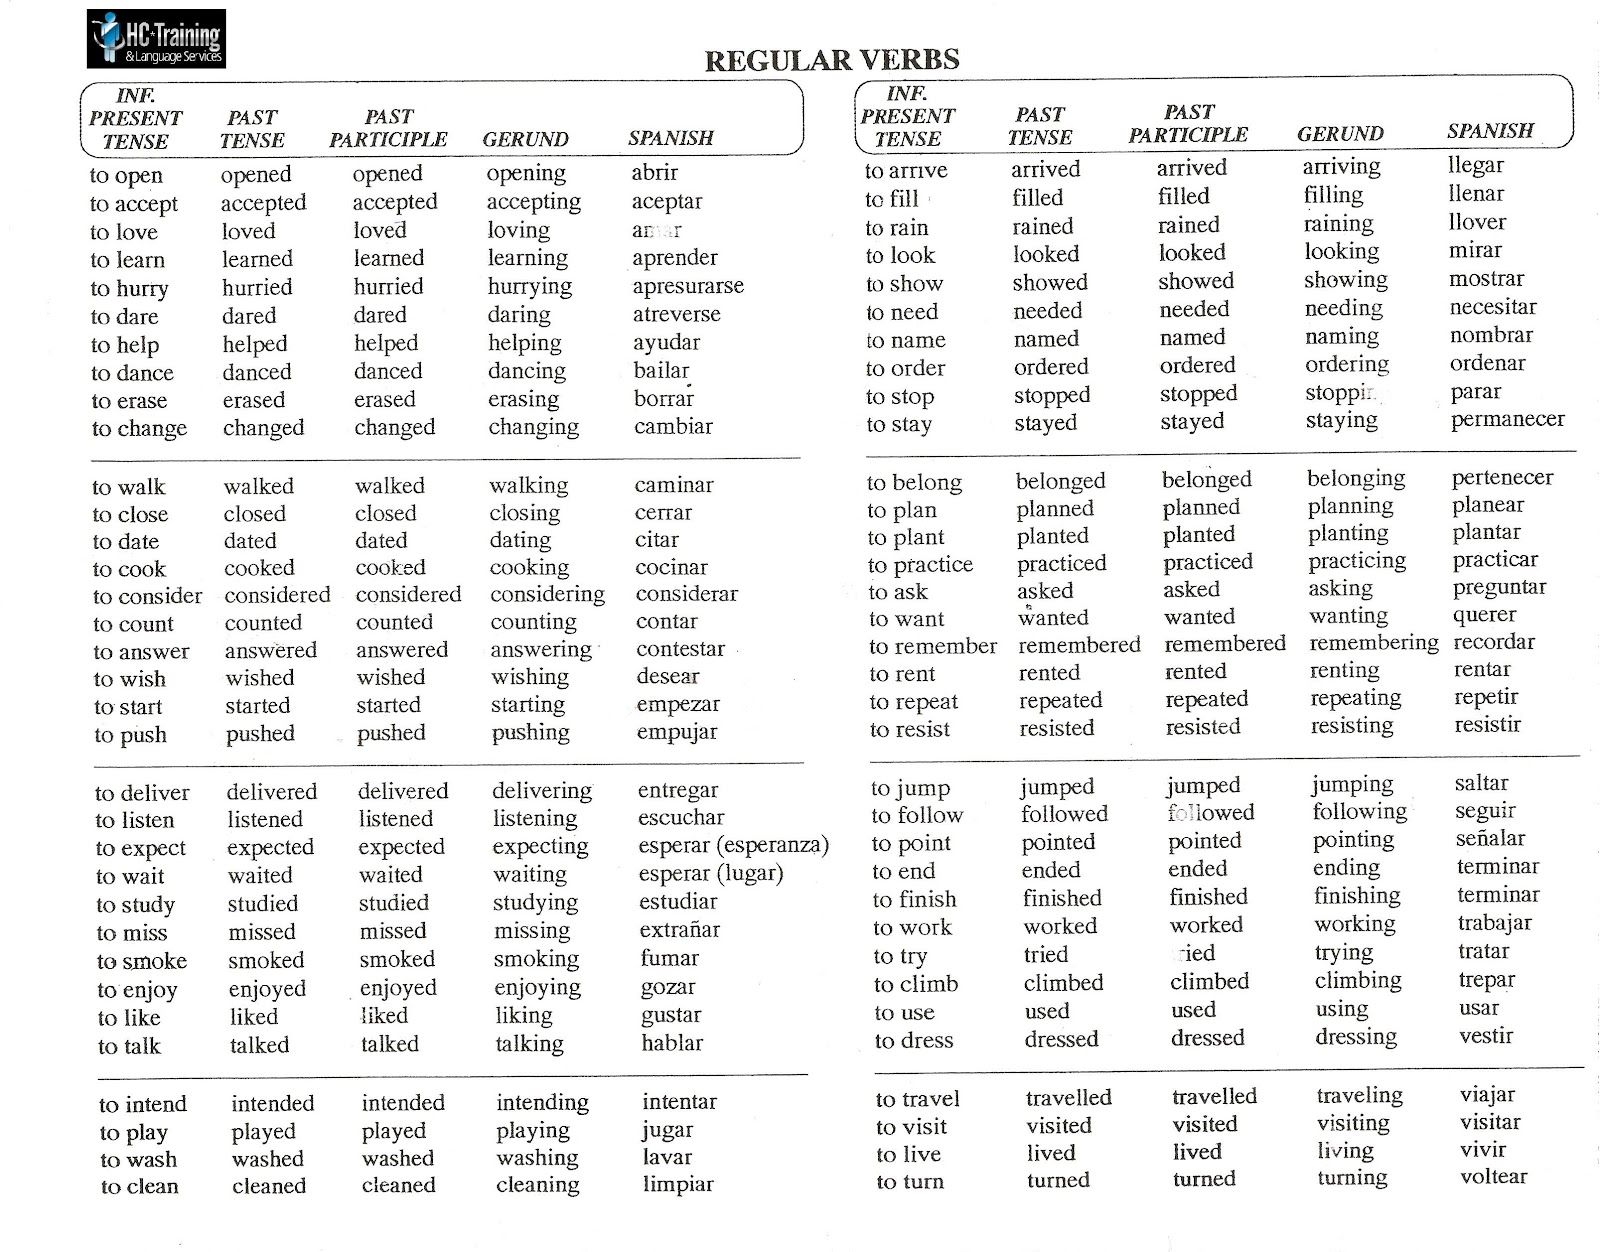 HC·Training
& Language Services
REGULAR VERBS
INF. PRESENT TENSE PAST TENSE PAST PARTICIPLE GERUND SPANISH
to open opened opened opening abrir
to accept accepted accepted accepting aceptar
to love loved loved loving
to learn learned learned learning aprender
to hurry hurried hurried hurrying apresurarse
to dare dared dared daring atreverse
to help helped helped helping ayudar
to dance danced danced dancing bailar
to erase erased erased erasing borrar
to change changed changed changing cambiar
to walk walked walked walking caminar
to close closed closed closing cerrar
to date dated dated dating citar
to cook cooked cooked cooking cocinar
to consider considered considered considering considerar
to count counted counted counting contar
to answer answered answered answering contestar
to wish wished wished wishing desear
to start started started starting empezar
to push pushed pushed pushing empujar
to deliver delivered delivered delivering entregar
to listen listened listened listening escuchar
to expect expected expected expecting esperar (esperanza)
to wait waited waited waiting esperar (lugar)
to study studied studied studying estudiar
to miss missed missed missing extrañar
to smoke smoked smoked smoking fumar
to enjoy enjoyed enjoyed enjoying gozar
to like liked liked liking gustar
to talk talked talked talking hablar
to intend intended intended intending intentar
to play played played playing jugar
to wash washed washed washing lavar
to clean cleaned cleaned cleaning limpiar
INF. PRESENT TENSE PAST TENSE PAST PARTICIPLE GERUND SPANISH
to arrive arrived arrived arriving llegar
to fill filled filled filling llenar
to rain rained rained raining llover
to look looked looked looking mirar
to show showed showed showing mostrar
to need needed needed needing necesitar
to name named named naming nombrar
to order ordered ordered ordering ordenar
to stop stopped stopped parar
to stay stayed stayed staying permanecer
to belong belonged belonged belonging pertenecer
to plan planned planned planning planear
to plant planted planted planting plantar
to practice practiced practiced practicing practicar
to ask asked asked asking preguntar
to want wanted wanted wanting querer
to remember remembered remembered remembering recordar
to rent rented rented renting rentar
to repeat repeated repeated repeating repetir
to resist resisted resisted resisting resistir
to jump jumped jumped jumping saltar
to follow followed followed following seguir
to point pointed pointed pointing señalar
to end ended ended ending terminar
to finish finished finished finishing terminar
to work worked worked working trabajar
to try tried trying tratar
to climb climbed climbed climbing trepar
to use used used using usar
to dress dressed dressed dressing vestir
to travel travelled travelled traveling viajar
to visit visited visited visiting visitar
to live lived lived living vivir
to turn turned turned turning voltear